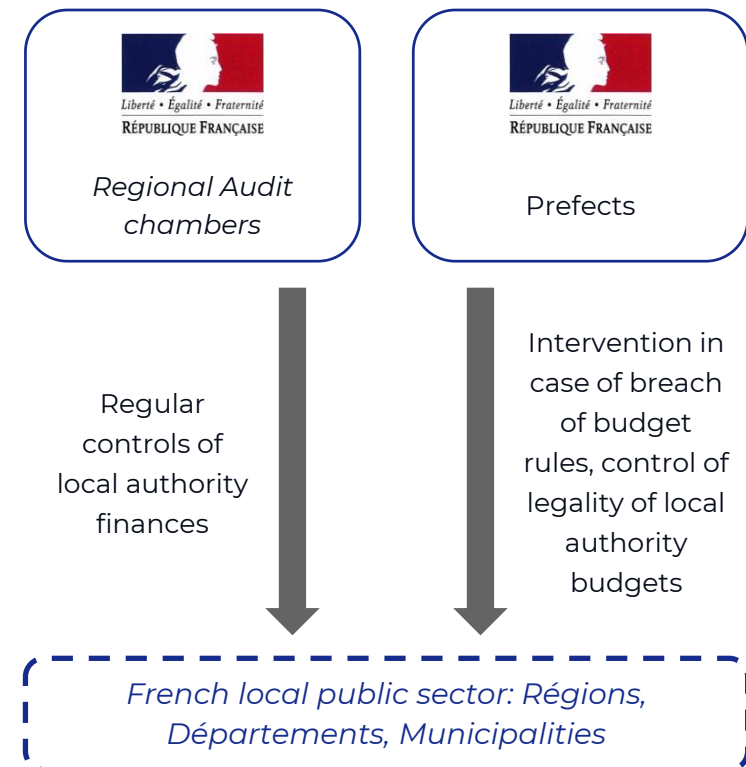 Liberté • Égalité • Fraternité
RÉPUBLIQUE FRANÇAISE
Regional Audit
chambers
Liberté • Égalité • Fraternité
RÉPUBLIQUE FRANÇAISE
Prefects
Regular
controls of
local authority
finances
Intervention in
case of breach
of budget
rules, control of
legality of local
authority
budgets
French local public sector: Régions,
Départements, Municipalities